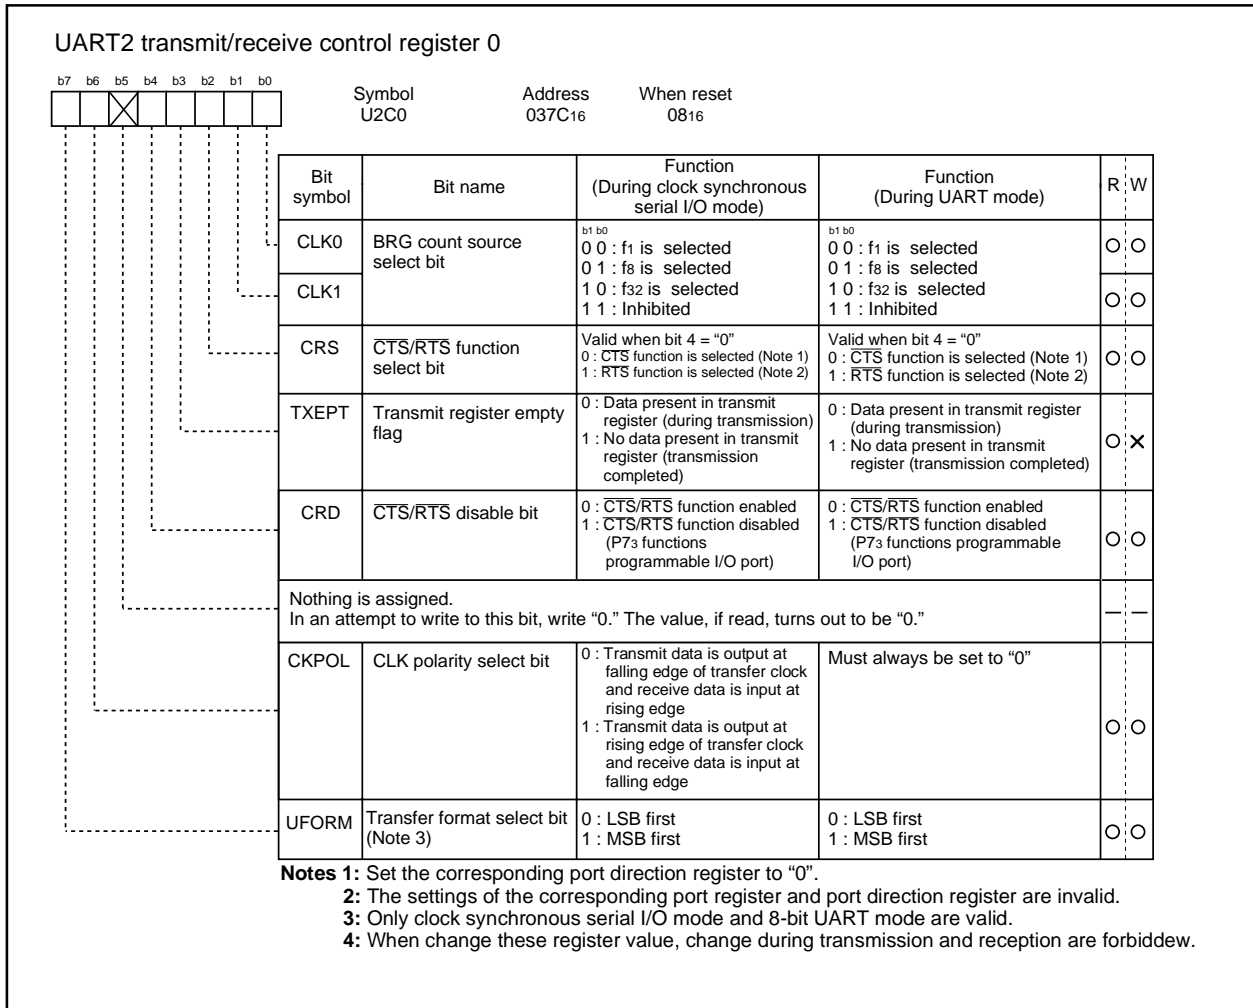 UART2 transmit/receive control register 0
b7 b6 b5 b4 b3 b2 b1 b0
Symbol Address When reset
U2C0 037C16 0816
Bit symbol Bit name Function (During clock synchronous serial I/O mode) Function (During UART mode) R W
CLK0 BRG count source select bit
CLK1
b1 b0
0 0 : f1 is selected
0 1 : f8 is selected
1 0 : f32 is selected
1 1 : Inhibited
b1 b0
0 0 : f1 is selected
0 1 : f8 is selected
1 0 : f32 is selected
1 1 : Inhibited
CRS CTS/RTS function
select bit
Valid when bit 4 = “0”
0 : CTS function is selected (Note 1)
1 : RTS function is selected (Note 2)
Valid when bit 4 = “0”
0 : CTS function is selected (Note 1)
1 : RTS function is selected (Note 2)
TXEPT Transmit register empty
flag
0 : Data present in transmit
register (during transmission)
1 : No data present in transmit
register (transmission
completed)
0 : Data present in transmit register
(during transmission)
1 : No data present in transmit
register (transmission completed)
CRD CTS/RTS disable bit
0 : CTS/RTS function enabled
1 : CTS/RTS function disabled
(P73 functions
programmable I/O port)
0 : CTS/RTS function enabled
1 : CTS/RTS function disabled
(P73 functions programmable
I/O port)
Nothing is assigned.
In an attempt to write to this bit, write “0.” The value, if read, turns out to be “0.”
CKPOL CLK polarity select bit
0 : Transmit data is output at
falling edge of transfer clock
and receive data is input at
rising edge
1 : Transmit data is output at
rising edge of transfer clock
and receive data is input at
falling edge
Must always be set to “0”
UFORM Transfer format select bit
(Note 3)
0 : LSB first
1 : MSB first
0 : LSB first
1 : MSB first
Notes 1: Set the corresponding port direction register to “0”.
2: The settings of the corresponding port register and port direction register are invalid.
3: Only clock synchronous serial I/O mode and 8-bit UART mode are valid.
4: When change these register value, change during transmission and reception are forbiddew.